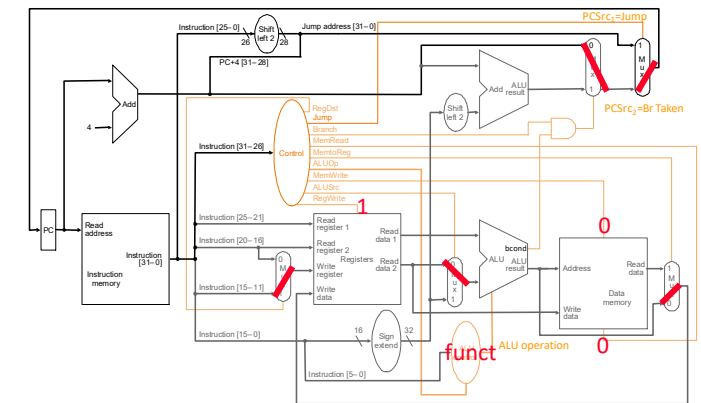 Instruction [25–0]
Shift
left 2
Jump address [31–0]
PCSrc1=Jump
26
28
PC+4 [31–28]
0
M
u
x
1
1
M
u
x
0
Add
4
Add
ALU
result
Shift
left 2
PCSrc2=Br Taken
RegDst
Jump
Branch
MemRead
MemtoReg
ALUOp
MemWrite
ALUSrc
RegWrite
Control
Instruction [31–26]
1
0
PC
Read
address
Instruction
[31–0]
Instruction
memory
Instruction [25–21]
Instruction [20–16]
Instruction [15–11]
0
M
Read
register 1
Read
register 2
Write
register
Write
data
Registers
Read
data 1
Read
data 2
0
M
u
x
1
bcond
ALU
ALU
result
Address
Write
data
Read
data
Data
memory
1
M
u
x
0
0
Instruction [15–0]
16
Sign
extend
32
funct
ALU operation
Instruction [5–0]